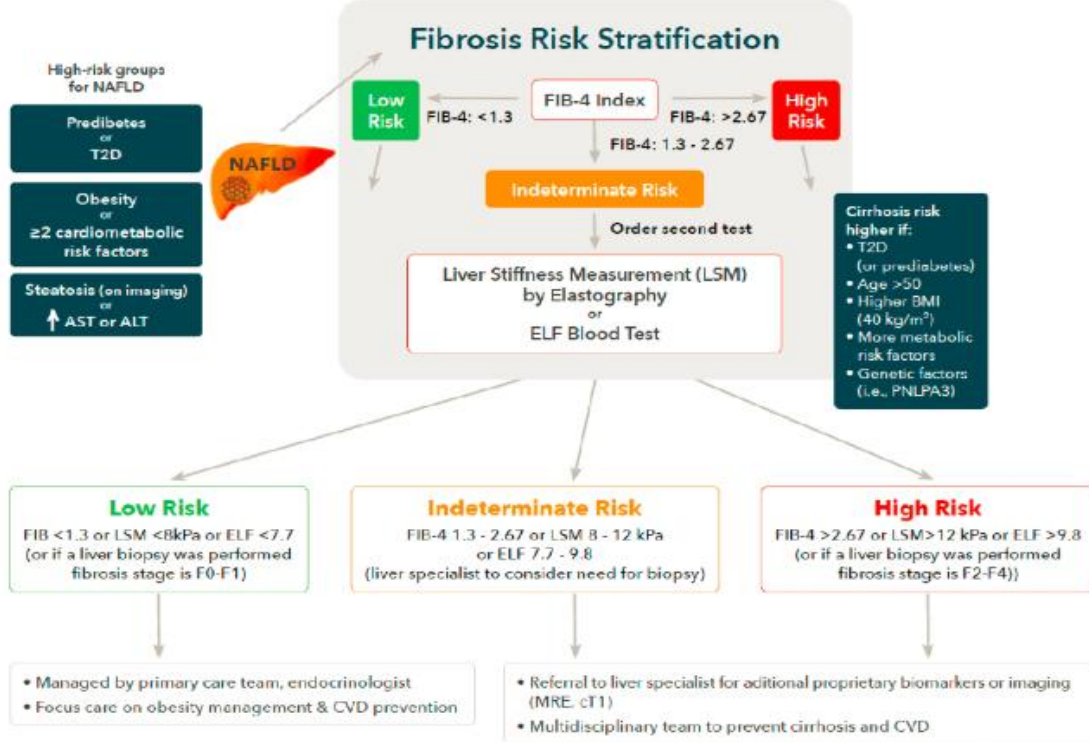 Fibrosis Risk Stratification
High-risk groups
for NAFLD
Predibetes
or
T2D
Obesity
or
≥2 cardiometabolic
risk factors
Steatosis (on imaging)
or
↑ AST or ALT
NAFLD
Low
Risk
FIB-4: <1.3
FIB-4 Index
FIB-4: >2.67
High
Risk
FIB-4: 1.3 - 2.67
Indeterminate Risk
Order second test
Liver Stiffness Measurement (LSM)
by Elastography
or
ELF Blood Test
Cirrhosis risk
higher if:
• T2D
(or prediabetes)
• Age >50
• Higher BMI
(40 kg/m²)
• More metabolic
risk factors
• Genetic factors
(i.e., PNLPA3)
Low Risk
FIB <1.3 or LSM <8kPa or ELF <7.7
(or if a liver biopsy was performed
fibrosis stage is F0-F1)
Indeterminate Risk
FIB-4 1.3 - 2.67 or LSM 8 - 12 kPa
or ELF 7.7 - 9.8
(liver specialist to consider need for biopsy)
High Risk
FIB-4 >2.67 or LSM>12 kPa or ELF >9.8
(or if a liver biopsy was performed
fibrosis stage is F2-F4))
• Managed by primary care team, endocrinologist
• Focus care on obesity management & CVD prevention
• Referral to liver specialist for aditional proprietary biomarkers or imaging
(MRE, cT1)
• Multidisciplinary team to prevent cirrhosis and CVD